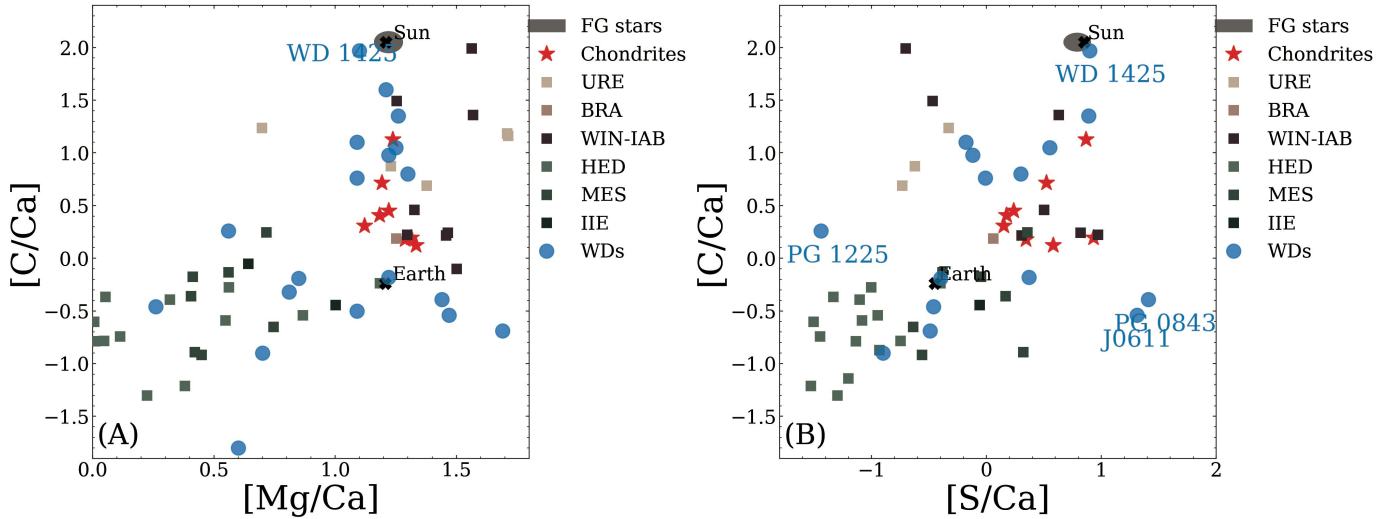 [C/Ca]
2.0
1.5
1.0
0.5
0.0
−0.5
−1.0
−1.5
0.0
0.5
1.0
1.5
[Mg/Ca]
Sun
WD 1425
Earth
(A)
FG stars
Chondrites
URE
BRA
WIN-IAB
HED
MES
IIE
WDs
[C/Ca]
2.0
1.5
1.0
0.5
0.0
−0.5
−1.0
−1.5
−1
0
1
2
[S/Ca]
Sun
WD 1425
PG 1225
Earth
PG 0843
J0611
(B)
FG stars
Chondrites
URE
BRA
WIN-IAB
HED
MES
IIE
WDs